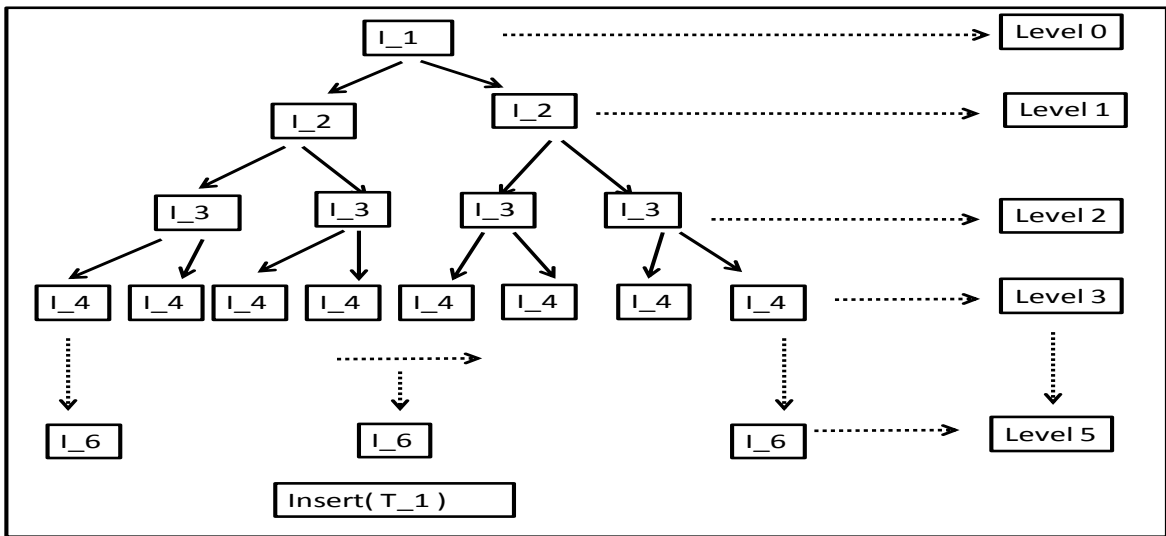 I_1
Level 0
I_2
I_2
Level 1
I_3
I_3
I_3
I_3
Level 2
I_4
I_4
I_4
I_4
I_4
I_4
I_4
I_4
Level 3
I_6
I_6
I_6
Level 5
Insert( T_1 )